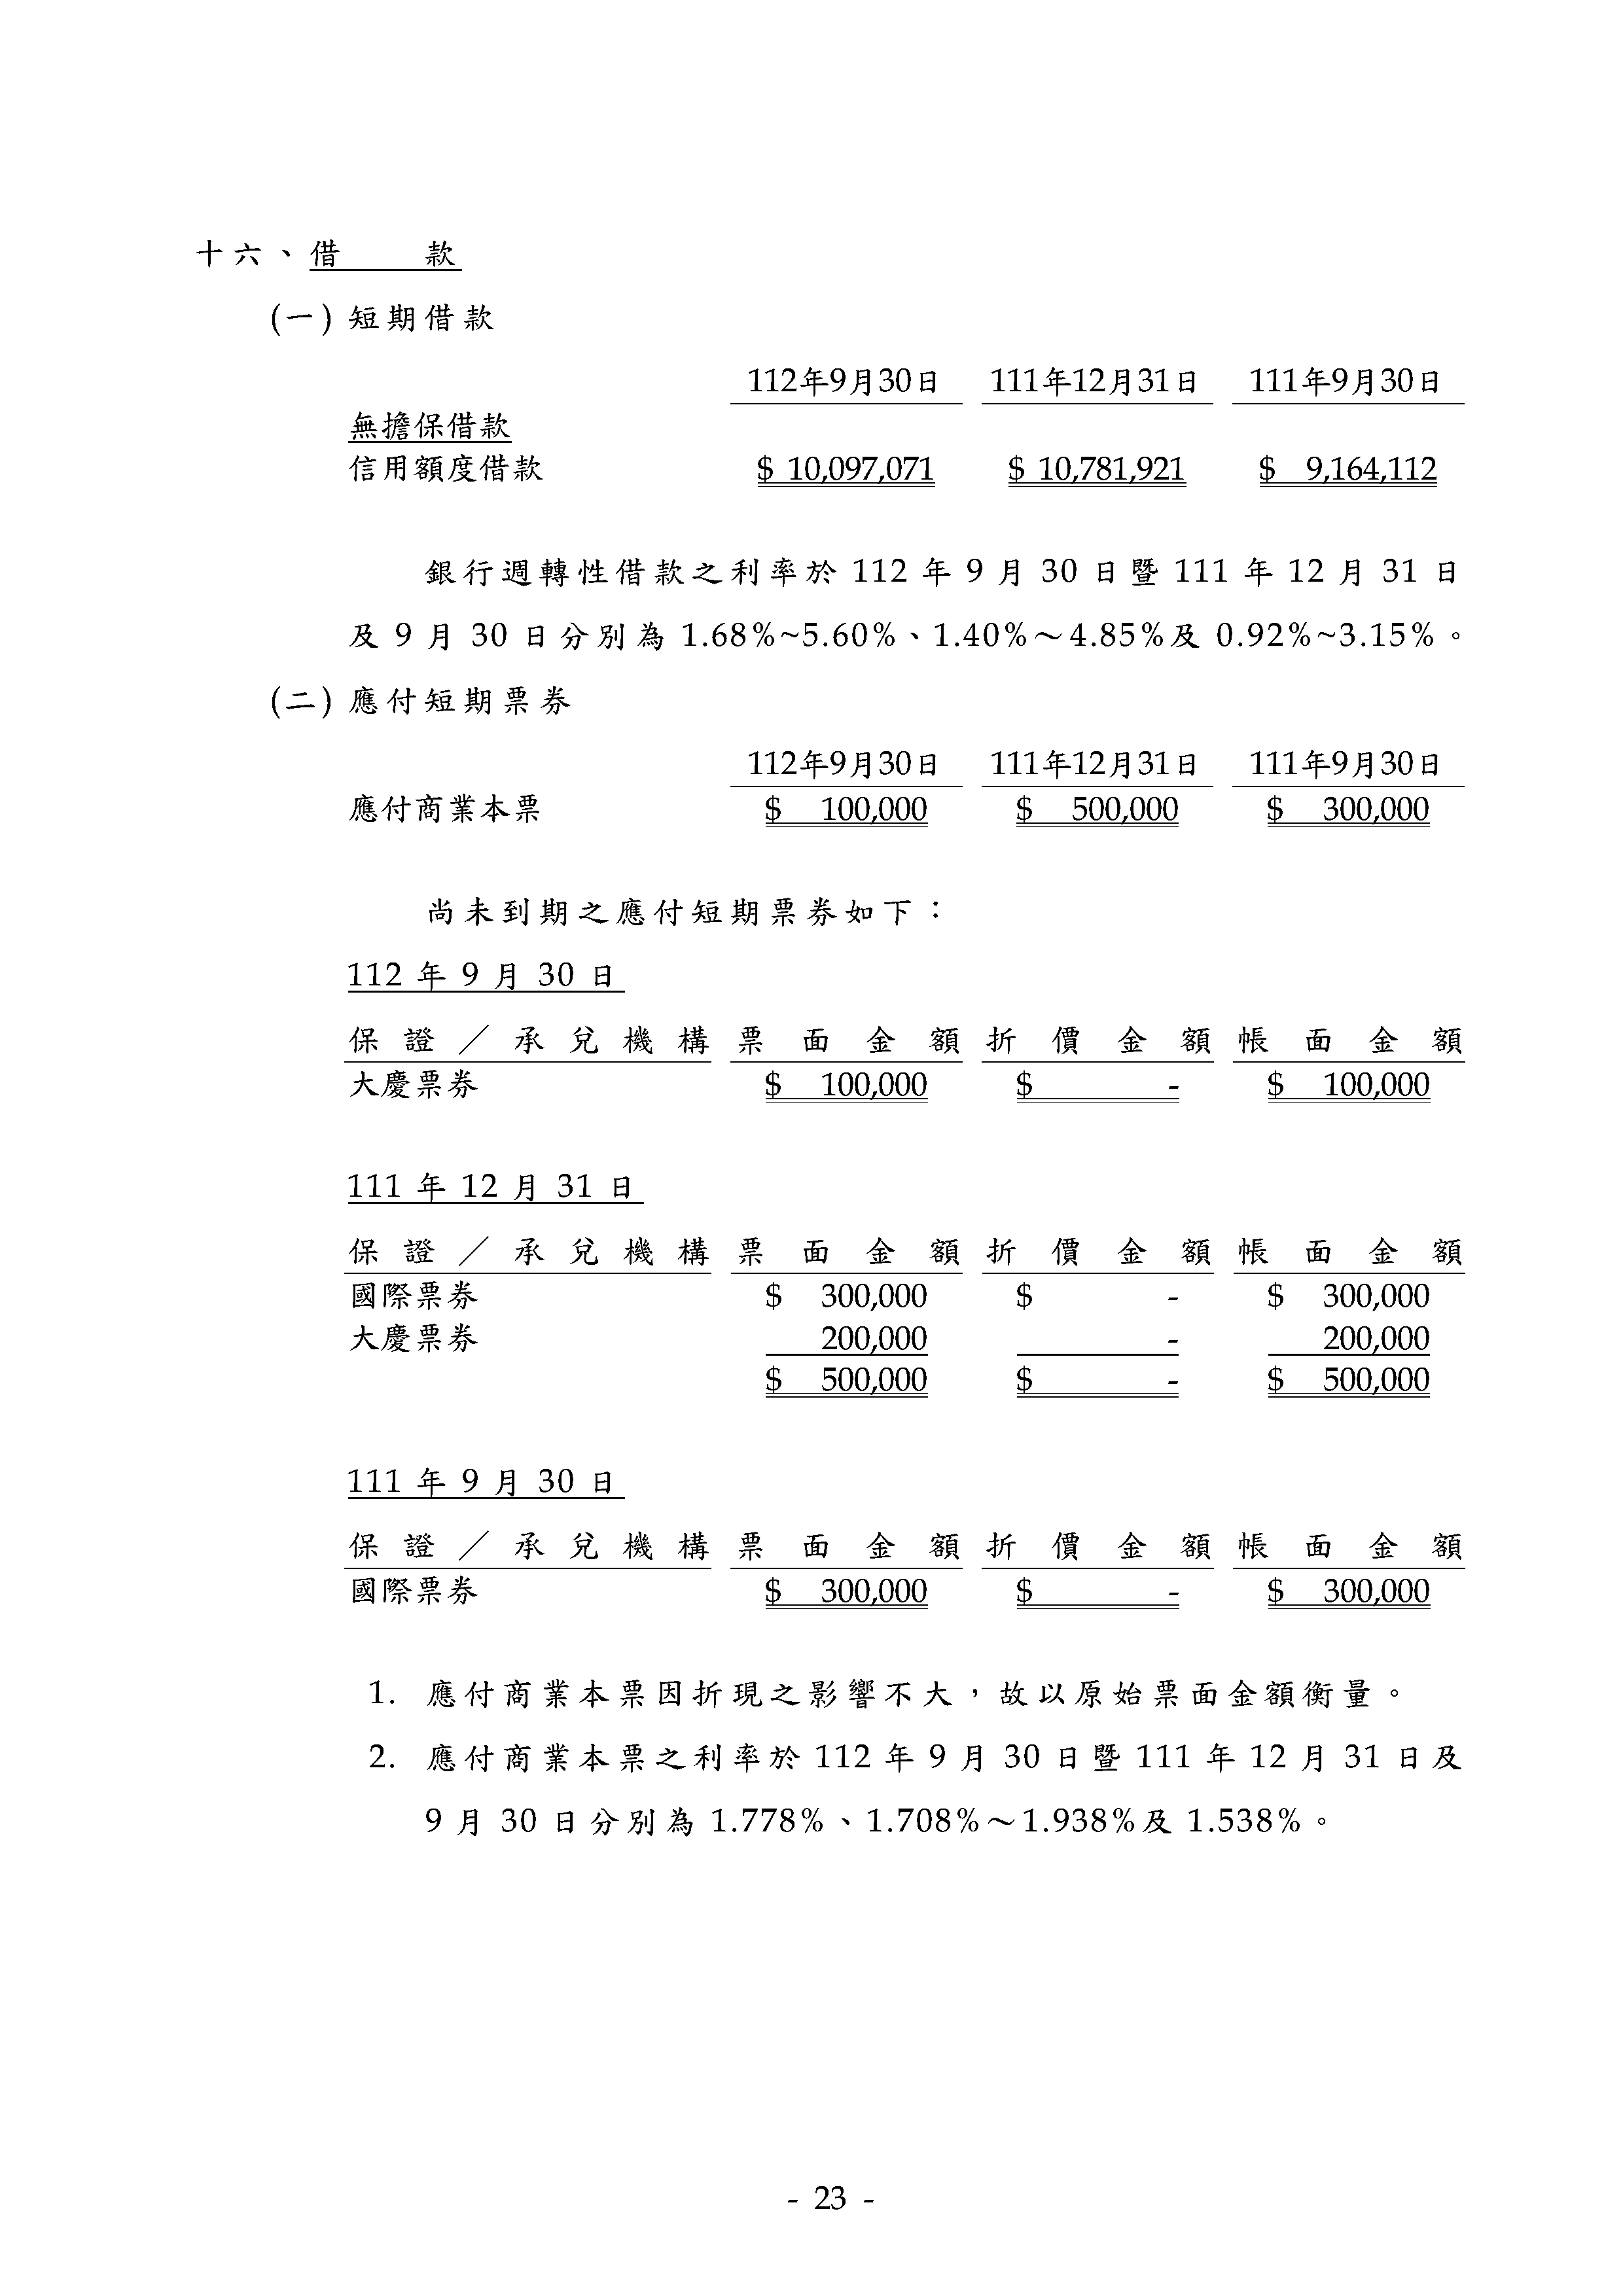 十六、借　　款
(一) 短期借款
112年9月30日 111年12月31日 111年9月30日
無擔保借款
信用額度借款 $ 10,097,071 $ 10,781,921 $ 9,164,112
銀行週轉性借款之利率於 112 年 9 月 30 日暨 111 年 12 月 31 日
及 9 月 30 日分別為 1.68%~5.60%、1.40%～4.85%及 0.92%~3.15%。
(二) 應付短期票券
112年9月30日 111年12月31日 111年9月30日
應付商業本票 $ 100,000 $ 500,000 $ 300,000
尚未到期之應付短期票券如下：
112 年 9 月 30 日
保證／承兌機構 票面金額 折價金額 帳面金額
大慶票券 $ 100,000 $ - $ 100,000
111 年 12 月 31 日
保證／承兌機構 票面金額 折價金額 帳面金額
國際票券 $ 300,000 $ - $ 300,000
大慶票券 200,000 - 200,000
$ 500,000 $ - $ 500,000
111 年 9 月 30 日
保證／承兌機構 票面金額 折價金額 帳面金額
國際票券 $ 300,000 $ - $ 300,000
1. 應付商業本票因折現之影響不大，故以原始票面金額衡量。
2. 應付商業本票之利率於 112 年 9 月 30 日暨 111 年 12 月 31 日及
9 月 30 日分別為 1.778%、1.708%～1.938%及 1.538%。
- 23 -